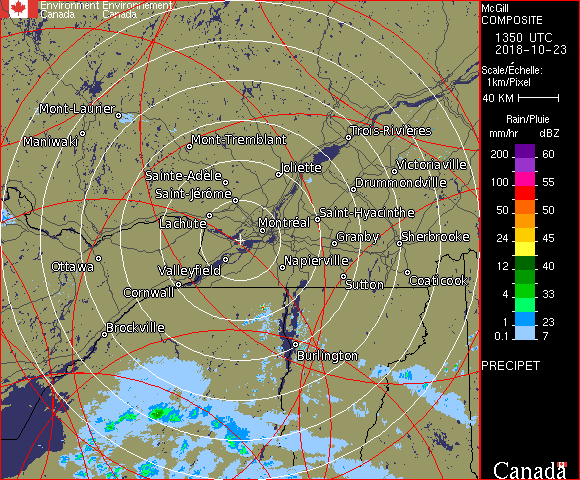 Environment Environnement
Canada Canada
McGill
COMPOSITE
1350 UTC
2018-10-23
Scale/Échelle:
1km/Pixel
40 KM
Rain/Pluie
mm/hr dBZ
200 60
100 55
50 50
24 45
12 40
4 33
1 23
0.1 7
PRECIPET
Canada
Mont-Laurier
Maniwaki
Mont-Tremblant
Trois-Rivières
Sainte-Adèle
Joliette
Victoriaville
Saint-Jérôme
Drummondville
Lachute
Montréal
Saint-Hyacinthe
Granby
Sherbrooke
Ottawa
Valleyfield
Napierville
Cornwall
Sutton
Coaticook
Brockville
Burlington